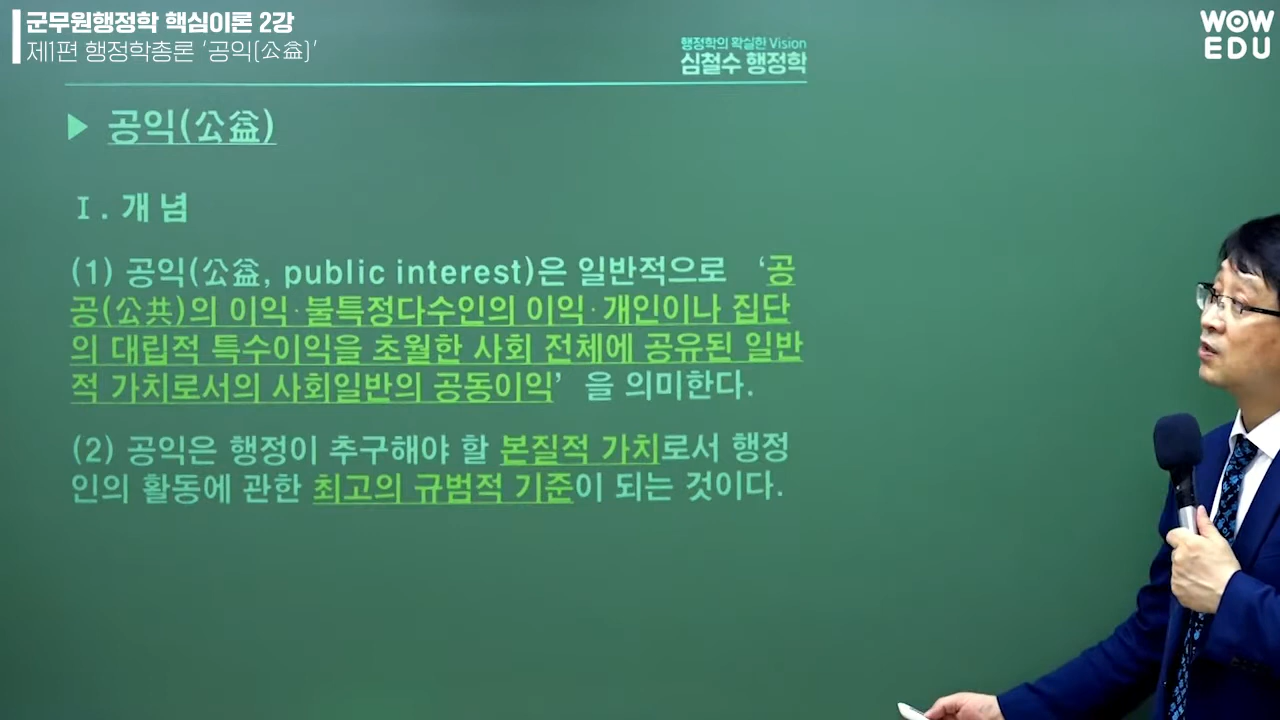 군무원행정학 핵심이론 2강
제1편 행정학총론 '공익(公益)'
WOW
EDU
행정학의 확실한 Vision
심철수 행정학
▶ 공익(公益)
Ⅰ. 개 념
(1) 공익(公益, public interest)은 일반적으로 ‘공
공(公共)의 이익·불특정다수인의 이익·개인이나 집단
의 대립적 특수이익을 초월한 사회 전체에 공유된 일반
적 가치로서의 사회일반의 공동이익’을 의미한다.
(2) 공익은 행정이 추구해야 할 본질적 가치로서 행정
인의 활동에 관한 최고의 규범적 기준이 되는 것이다.